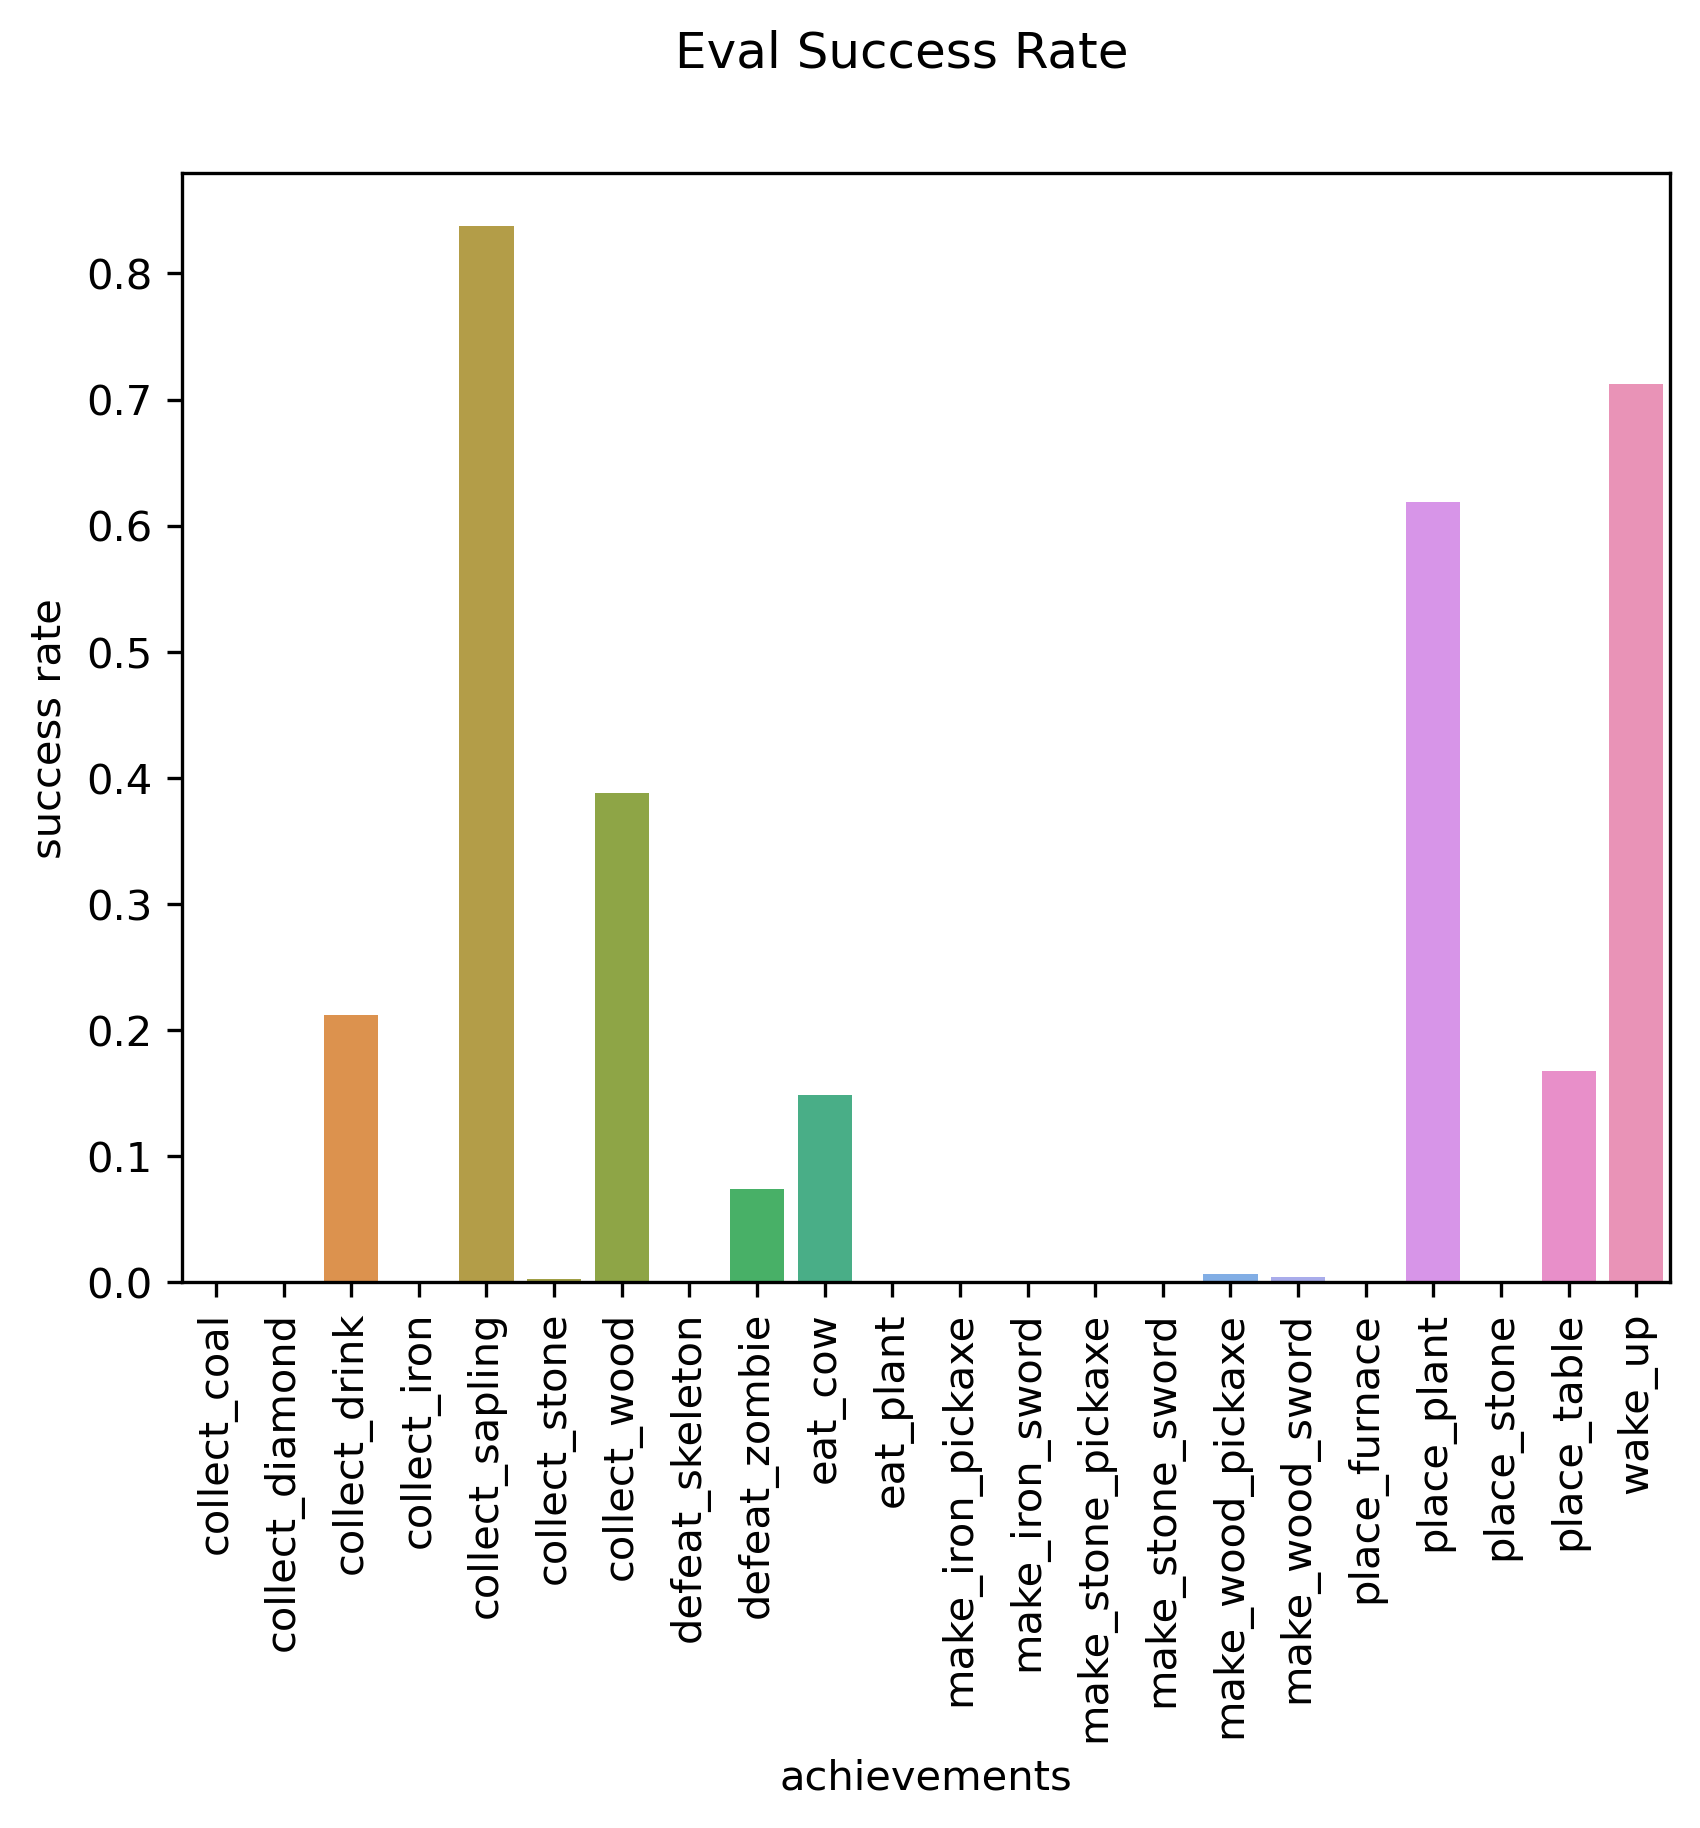 Eval Success Rate
success rate
0.8
0.7
0.6
0.5
0.4
0.3
0.2
0.1
0.0
collect_coal
collect_diamond
collect_drink
collect_iron
collect_sapling
collect_stone
collect_wood
defeat_skeleton
defeat_zombie
eat_cow
eat_plant
make_iron_pickaxe
make_iron_sword
make_stone_pickaxe
make_stone_sword
make_wood_pickaxe
make_wood_sword
place_furnace
place_plant
place_stone
place_table
wake_up
achievements